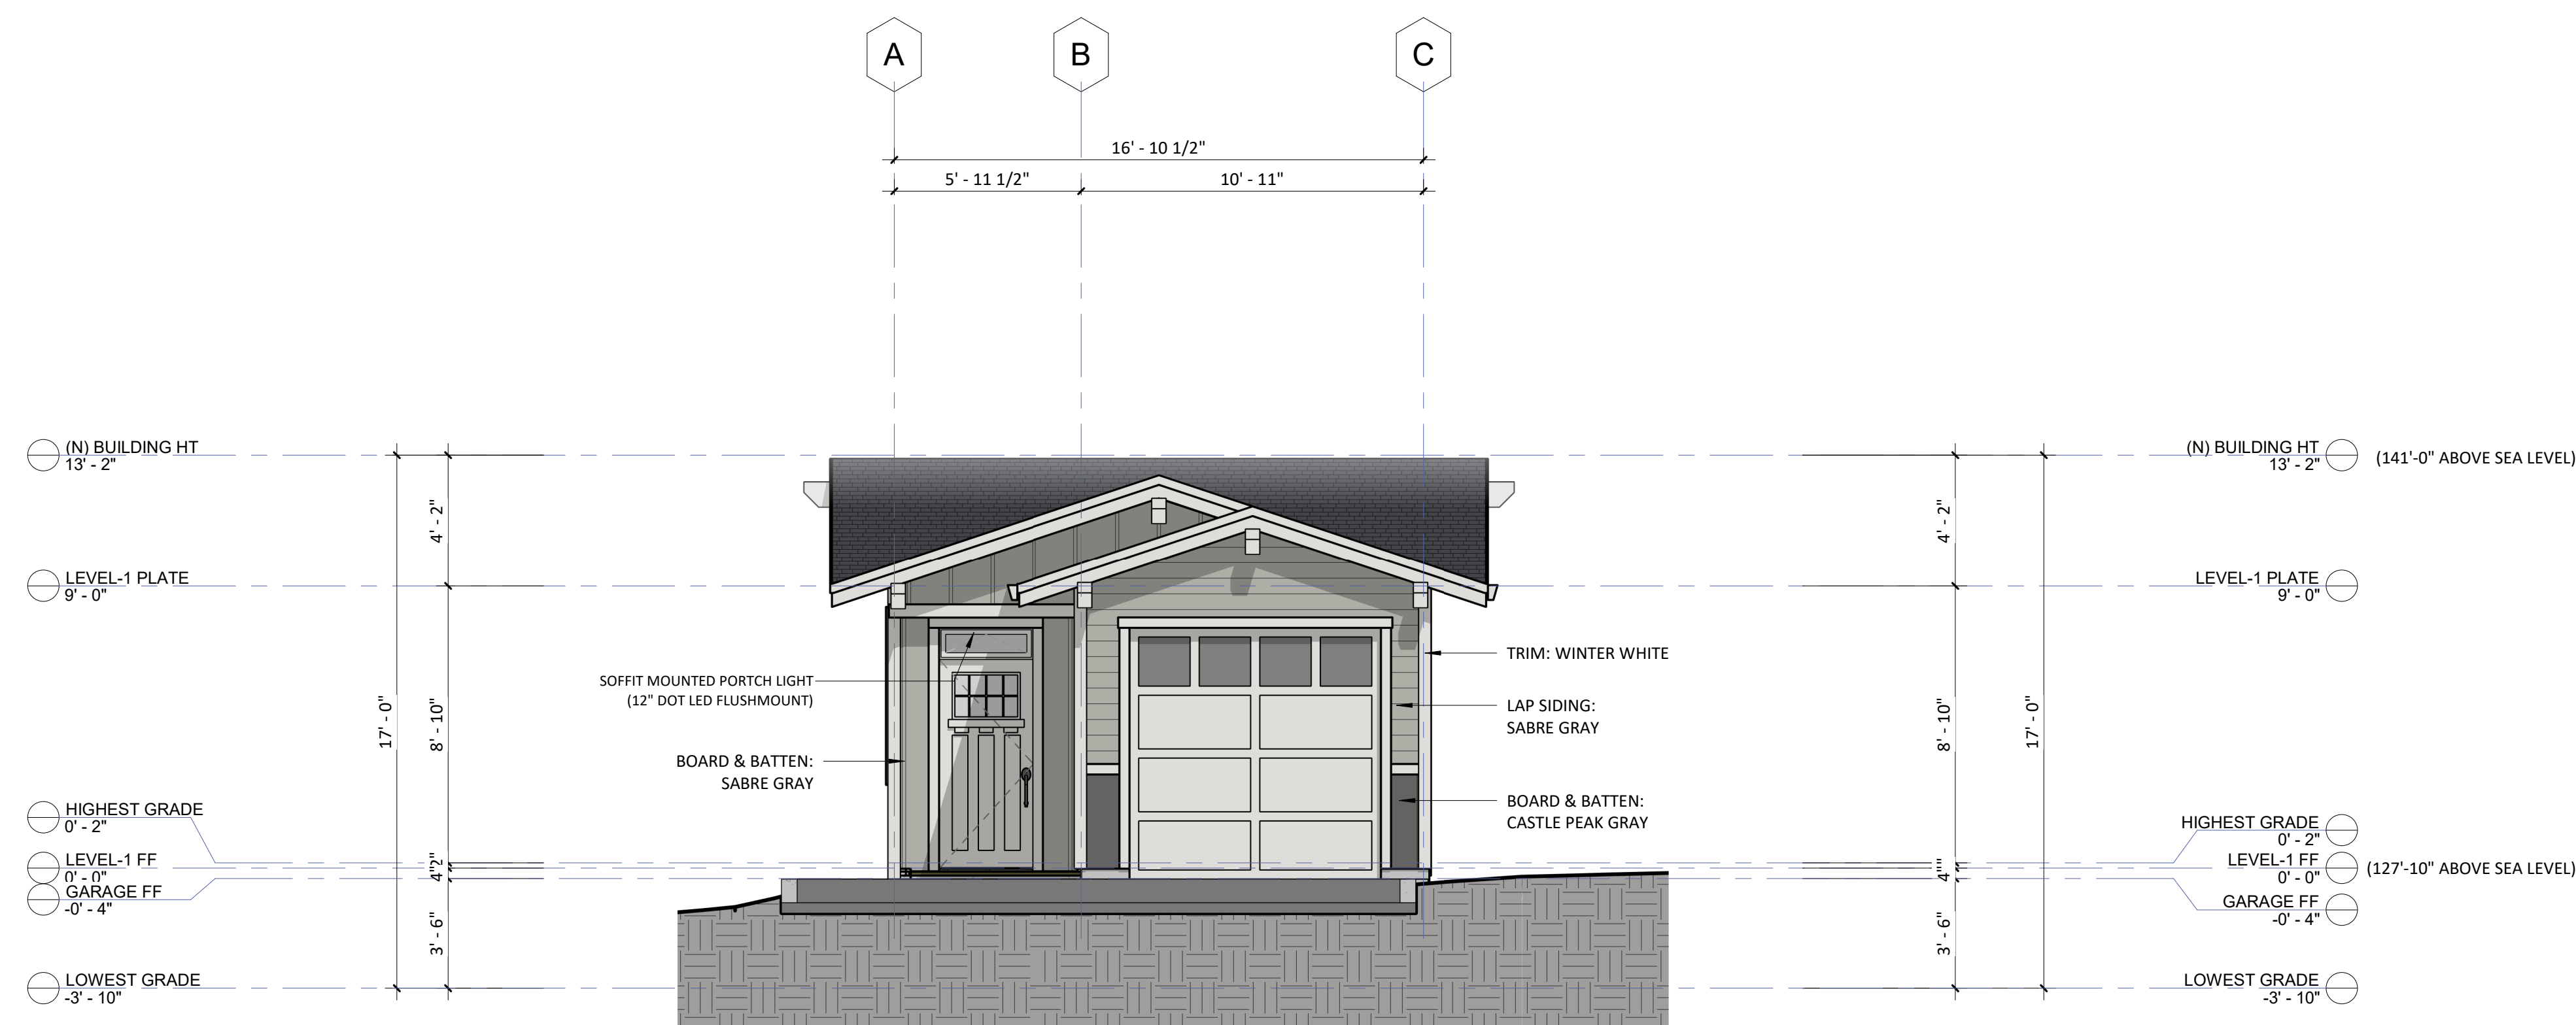 A
B
C
16' - 10 1/2"
5' - 11 1/2"
10' - 11"
(N) BUILDING HT
13' - 2"
LEVEL-1 PLATE
9' - 0"
HIGHEST GRADE
0' - 2"
LEVEL-1 FF
0' - 0"
GARAGE FF
-0' - 4"
LOWEST GRADE
-3' - 10"
17' - 0"
4' - 2"
8' - 10"
2"
4"
3' - 6"
SOFFIT MOUNTED PORTCH LIGHT
(12" DOT LED FLUSHMOUNT)
BOARD & BATTEN:
SABRE GRAY
TRIM: WINTER WHITE
LAP SIDING:
SABRE GRAY
BOARD & BATTEN:
CASTLE PEAK GRAY
4' - 2"
8' - 10"
4"
3' - 6"
17' - 0"
(N) BUILDING HT
13' - 2"
(141'-0" ABOVE SEA LEVEL)
LEVEL-1 PLATE
9' - 0"
HIGHEST GRADE
0' - 2"
LEVEL-1 FF
0' - 0"
(127'-10" ABOVE SEA LEVEL)
GARAGE FF
-0' - 4"
LOWEST GRADE
-3' - 10"